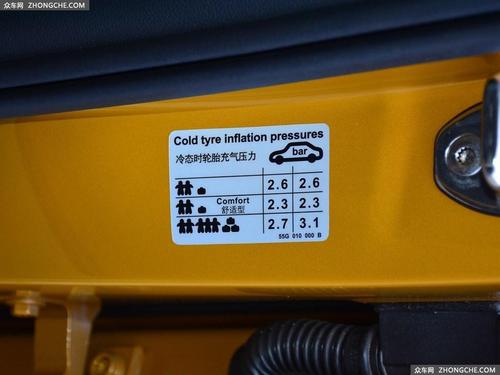 众车网 ZHONGCHE.COM
Cold tyre inflation pressures
冷态时轮胎充气压力 bar
2.6 2.6
Comfort
舒适型 2.3 2.3
2.7 3.1
55G 010 000 B
众车网 ZHONGCHE.COM